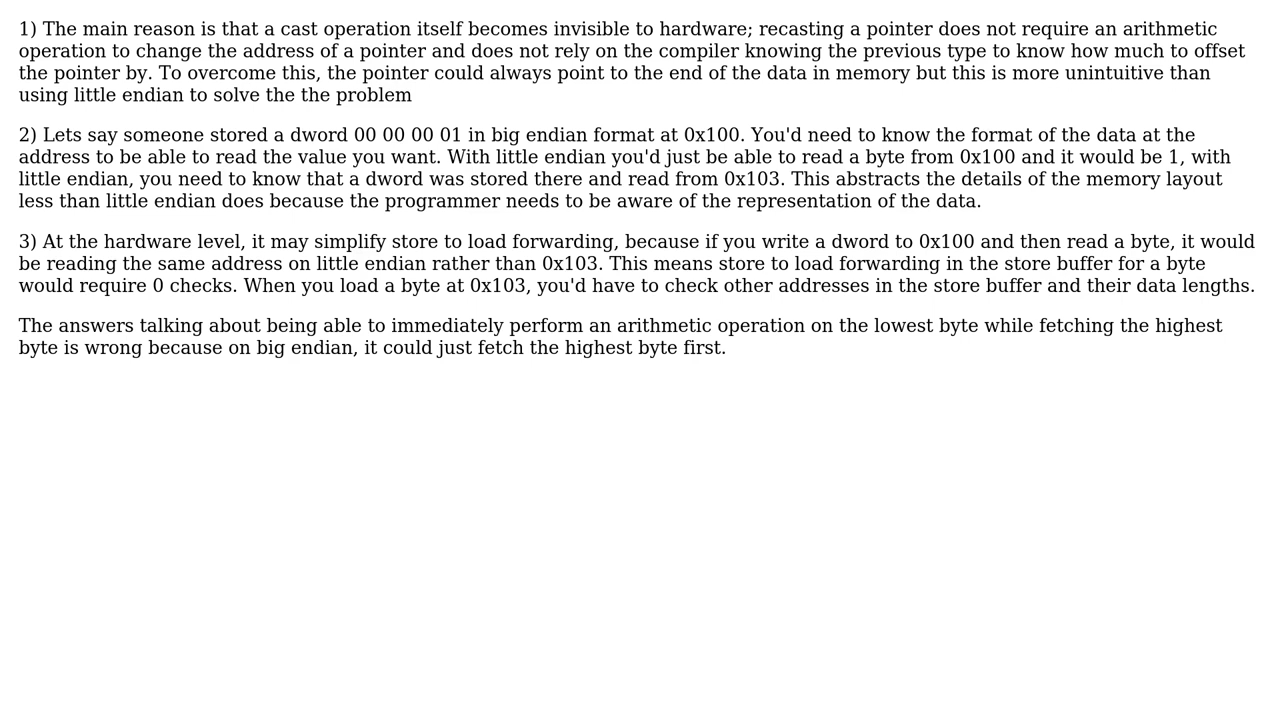 1) The main reason is that a cast operation itself becomes invisible to hardware; recasting a pointer does not require an arithmetic
operation to change the address of a pointer and does not rely on the compiler knowing the previous type to know how much to offset
the pointer by. To overcome this, the pointer could always point to the end of the data in memory but this is more unintuitive than
using little endian to solve the the problem
2) Lets say someone stored a dword 00 00 00 01 in big endian format at 0x100. You'd need to know the format of the data at the
address to be able to read the value you want. With little endian you'd just be able to read a byte from 0x100 and it would be 1, with
little endian, you need to know that a dword was stored there and read from 0x103. This abstracts the details of the memory layout
less than little endian does because the programmer needs to be aware of the representation of the data.
3) At the hardware level, it may simplify store to load forwarding, because if you write a dword to 0x100 and then read a byte, it would
be reading the same address on little endian rather than 0x103. This means store to load forwarding in the store buffer for a byte
would require 0 checks. When you load a byte at 0x103, you'd have to check other addresses in the store buffer and their data lengths.
The answers talking about being able to immediately perform an arithmetic operation on the lowest byte while fetching the highest
byte is wrong because on big endian, it could just fetch the highest byte first.